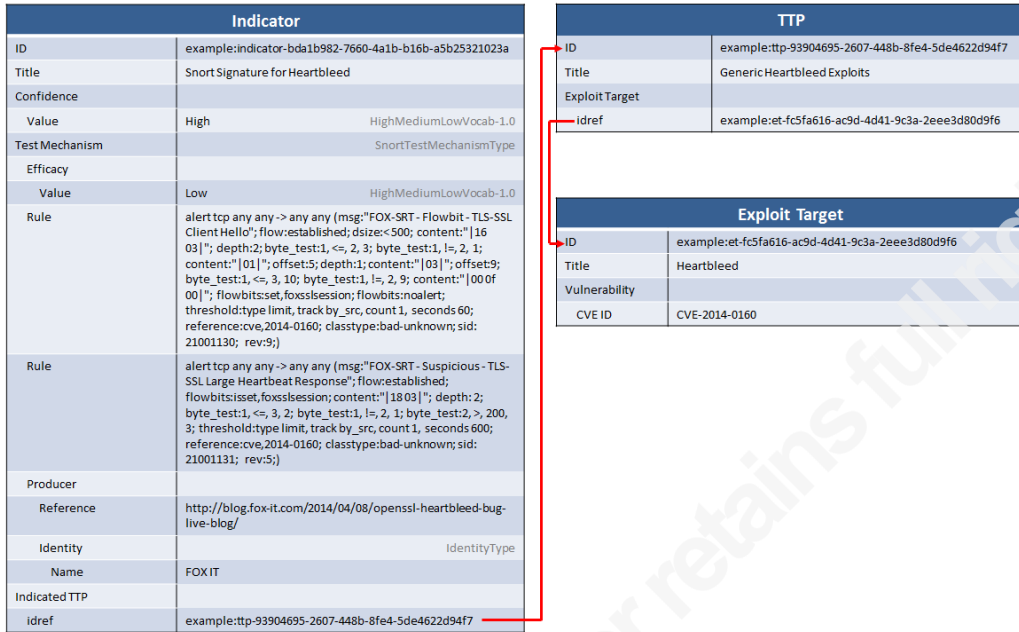 Indicator
ID example:indicator-bda1b982-7660-4a1b-b16b-a5b25321023a
Title Snort Signature for Heartbleed
Confidence
Value High HighMediumLowVocab-1.0
Test Mechanism SnortTestMechanismType
Efficacy
Value Low HighMediumLowVocab-1.0
Rule alert tcp any any -> any any (msg:"FOX-SRT - Flowbit - TLS-SSL
Client Hello"; flow:established; dsize:< 500; content:"|16
03|"; depth:2; byte_test:1, <=, 2, 3; byte_test:1, !=, 2, 1;
content:"|01|"; offset:5; depth:1; content:"|03|"; offset:9;
byte_test:1, <=, 3, 10; byte_test:1, !=, 2, 9; content:"|00 0f
00|"; flowbits:set,foxsslsession; flowbits:noalert;
threshold:type limit, track by_src, count 1, seconds 60;
reference:cve,2014-0160; classtype:bad-unknown; sid:
21001130; rev:9;)
Rule alert tcp any any -> any any (msg:"FOX-SRT - Suspicious - TLS-
SSL Large Heartbeat Response"; flow:established;
flowbits:isset,foxsslsession; content:"|18 03|"; depth: 2;
byte_test:1, <=, 3, 2; byte_test:1, !=, 2, 1; byte_test:2, >, 200,
3; threshold:type limit, track by_src, count 1, seconds 600;
reference:cve,2014-0160; classtype:bad-unknown; sid:
21001131; rev:5;)
Producer
Reference http://blog.fox-it.com/2014/04/08/openssl-heartbleed-bug-
live-blog/
Identity IdentityType
Name FOX IT
Indicated TTP
idref example:ttp-93904695-2607-448b-8fe4-5de4622d94f7
TTP
ID example:ttp-93904695-2607-448b-8fe4-5de4622d94f7
Title Generic Heartbleed Exploits
Exploit Target
idref example:et-fc5fa616-ac9d-4d41-9c3a-2eee3d80d9f6
Exploit Target
ID example:et-fc5fa616-ac9d-4d41-9c3a-2eee3d80d9f6
Title Heartbleed
Vulnerability
CVE ID CVE-2014-0160
retains full